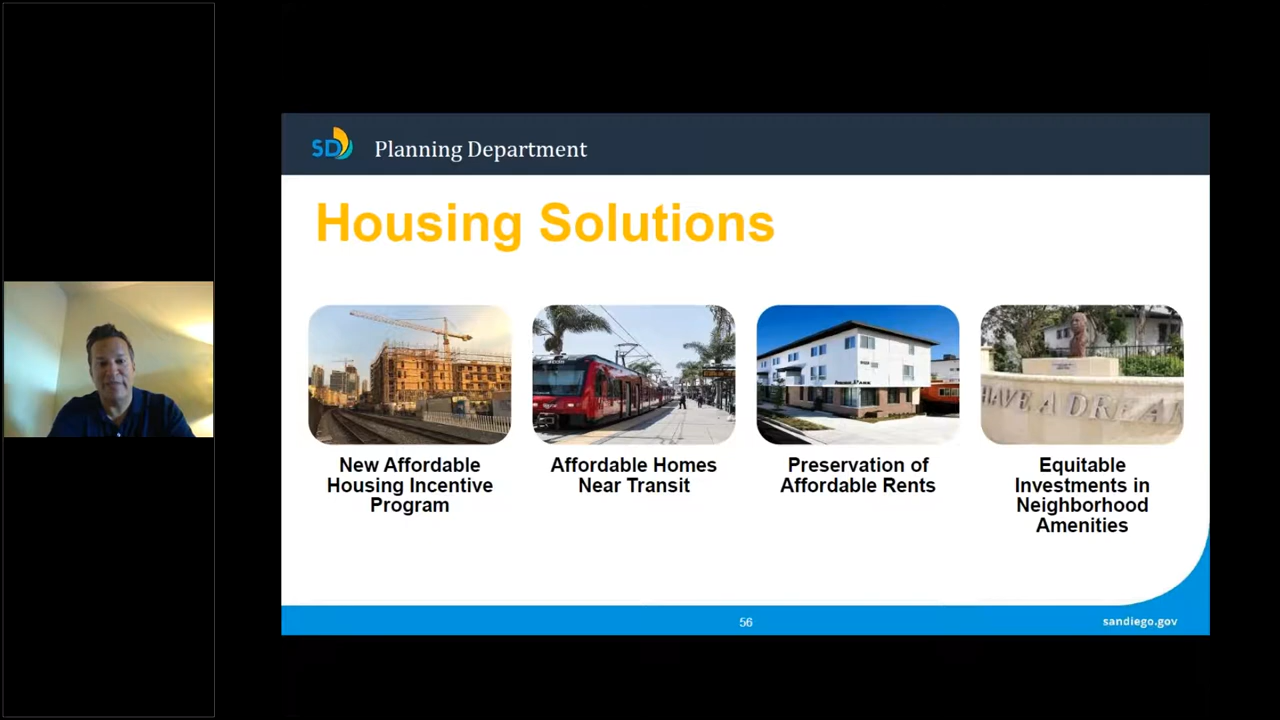 SD
Planning Department
Housing Solutions
HAVE A DREAM
New Affordable
Housing Incentive
Program
Affordable Homes
Near Transit
Preservation of
Affordable Rents
Equitable
Investments in
Neighborhood
Amenities
56
sandiego.gov